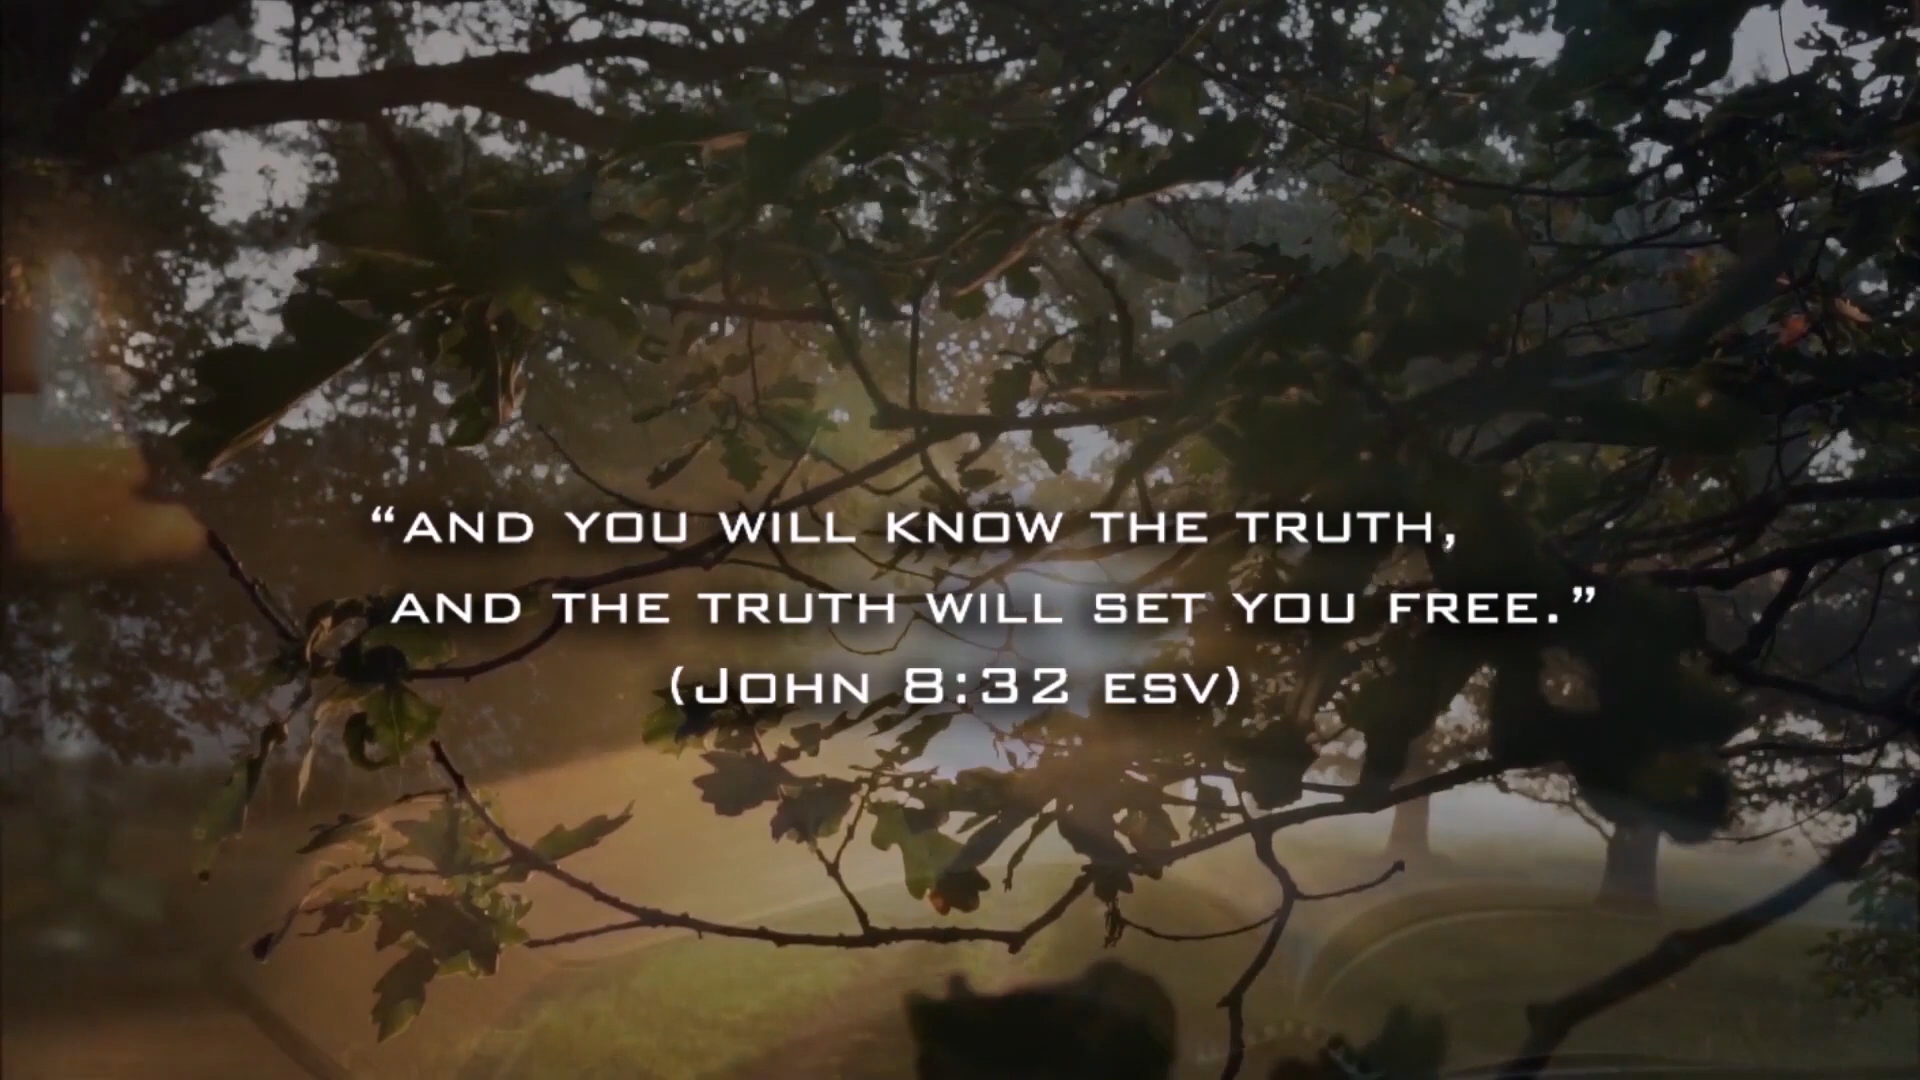 “AND YOU WILL KNOW THE TRUTH,
AND THE TRUTH WILL SET YOU FREE.”
(JOHN 8:32 ESV)